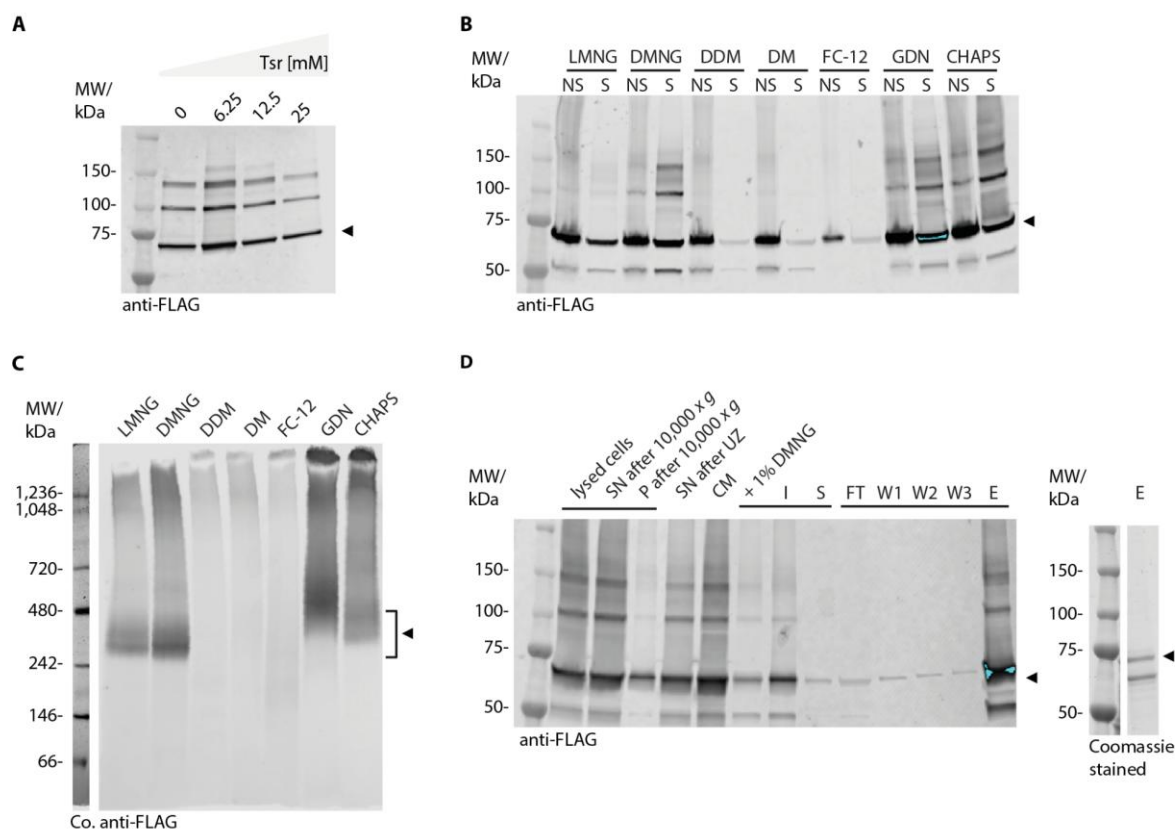 A
Tsr [mM]
MW/
kDa
0 6.25 12.5 25
150-
100-
75-
anti-FLAG
B
LMNG DMNG DDM DM FC-12 GDN CHAPS
MW/
kDa
NS S NS S NS S NS S NS S NS S NS S
150-
100-
75-
50-
anti-FLAG
C
MW/
kDa
LMNG DMNG DDM DM FC-12 GDN CHAPS
1,236-
1,048-
720-
480-
242-
146-
66-
Co. anti-FLAG
D
MW/
kDa
lysed cells
SN after 10,000 x g
P after 10,000 x g
SN after UZ
CM
+ 1% DMNG
I S FT W1 W2 W3 E
150-
100-
75-
50-
anti-FLAG
MW/
kDa
E
150-
100-
75-
50-
Coomassie
stained